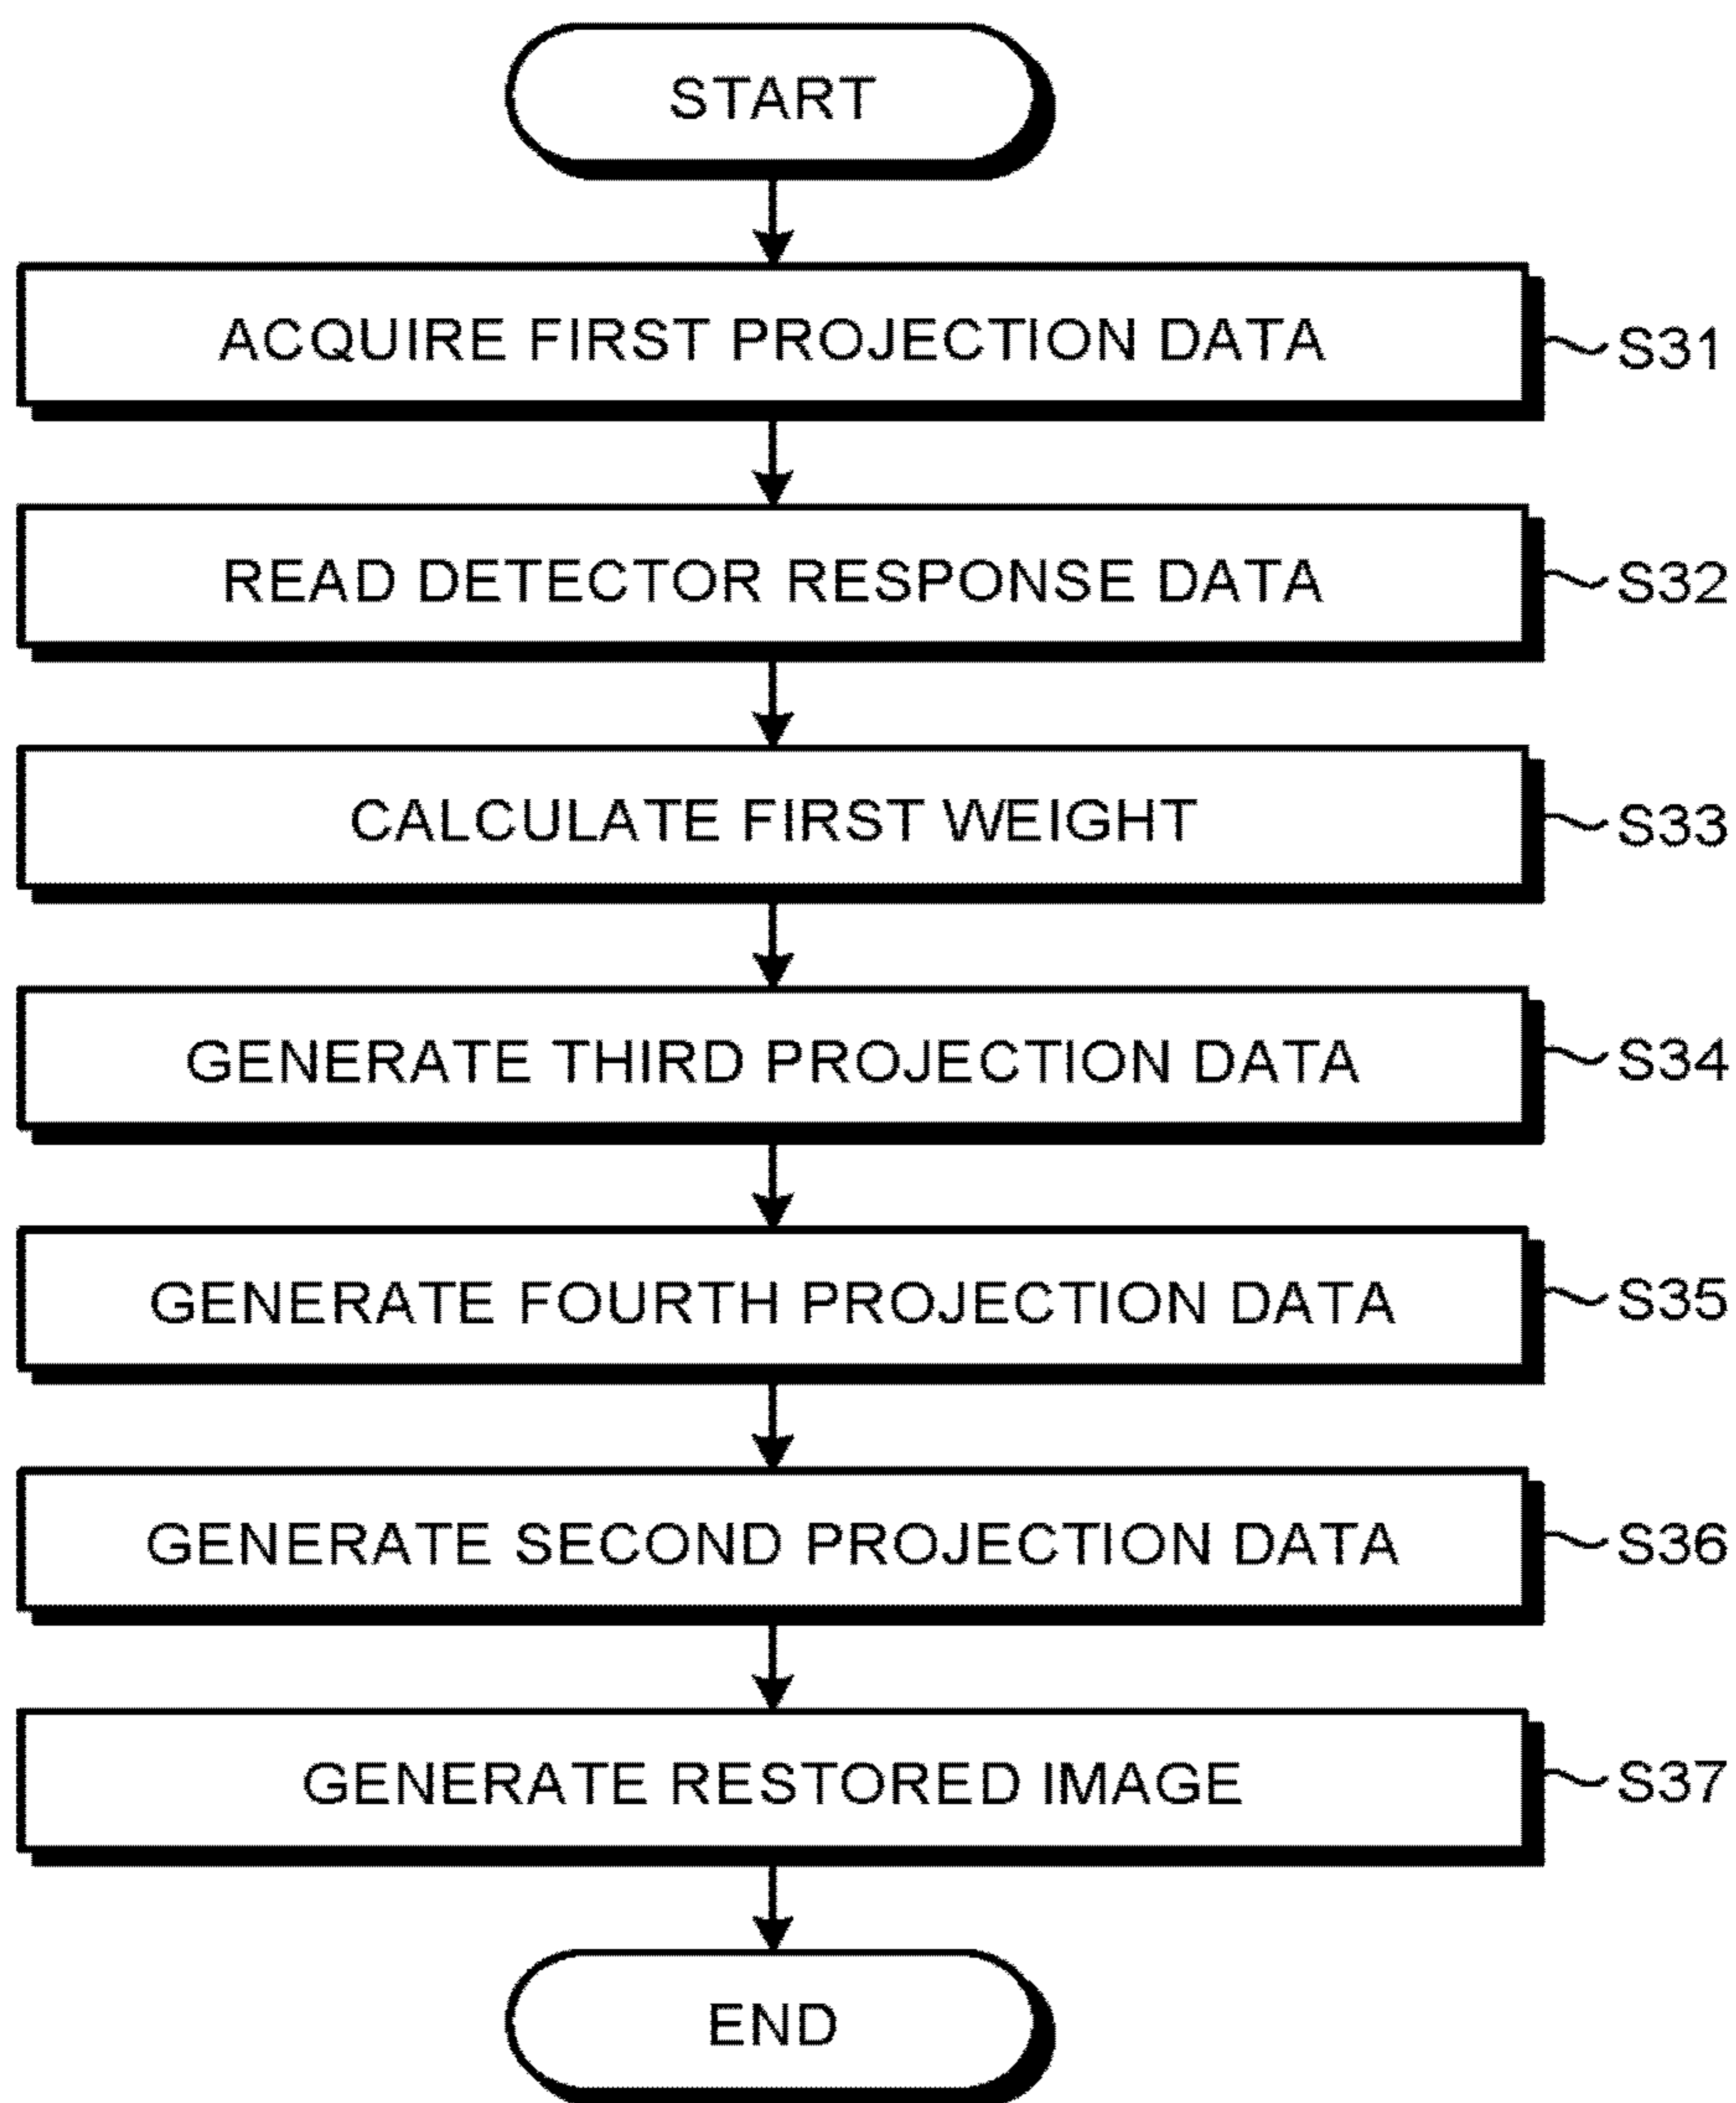 START
ACQUIRE FIRST PROJECTION DATA S31
READ DETECTOR RESPONSE DATA S32
CALCULATE FIRST WEIGHT S33
GENERATE THIRD PROJECTION DATA S34
GENERATE FOURTH PROJECTION DATA S35
GENERATE SECOND PROJECTION DATA S36
GENERATE RESTORED IMAGE S37
END